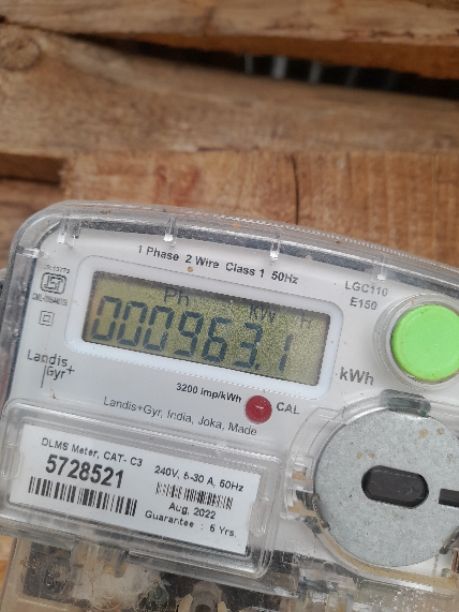 1 Phase 2 Wire Class 1 50Hz
LGC110
E150
Ph kW H
000963.1
kWh
Landis
Gyr+
3200 imp/kWh
CAL
Landis+Gyr, India, Joka, Made
DLMS Meter, CAT- C3
5728521
240V, 5-30 A, 50Hz
Aug, 2022
Guarantee : 5 Yrs.